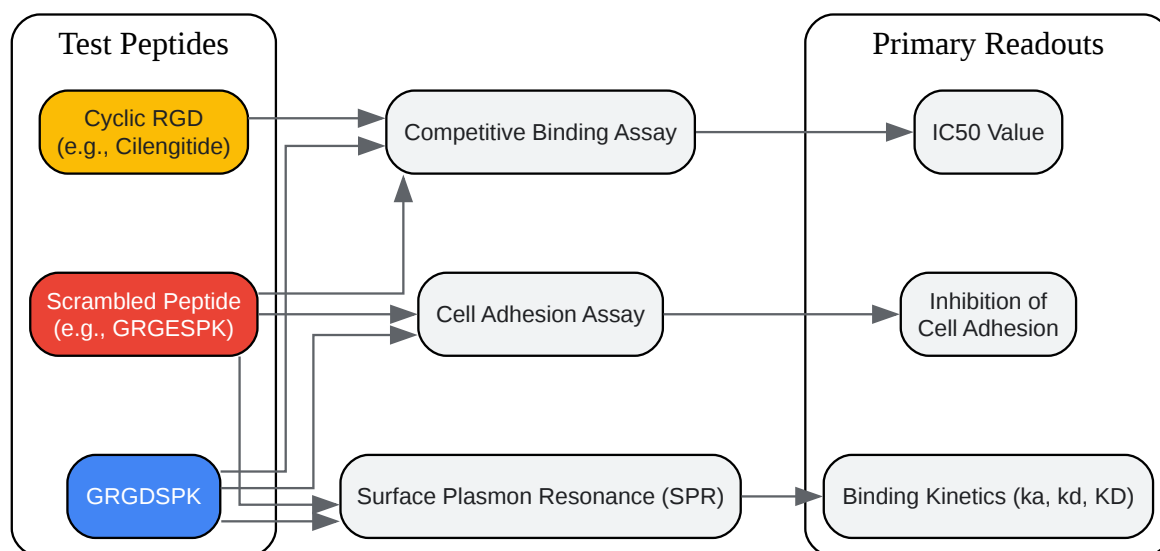 Test Peptides
Primary Readouts
Cyclic RGD
(e.g., Cilengitide)
Competitive Binding Assay
IC50 Value
Scrambled Peptide
(e.g., GRGESPK)
Cell Adhesion Assay
Inhibition of
Cell Adhesion
GRGDSPK
Surface Plasmon Resonance (SPR)
Binding Kinetics (ka, kd, KD)